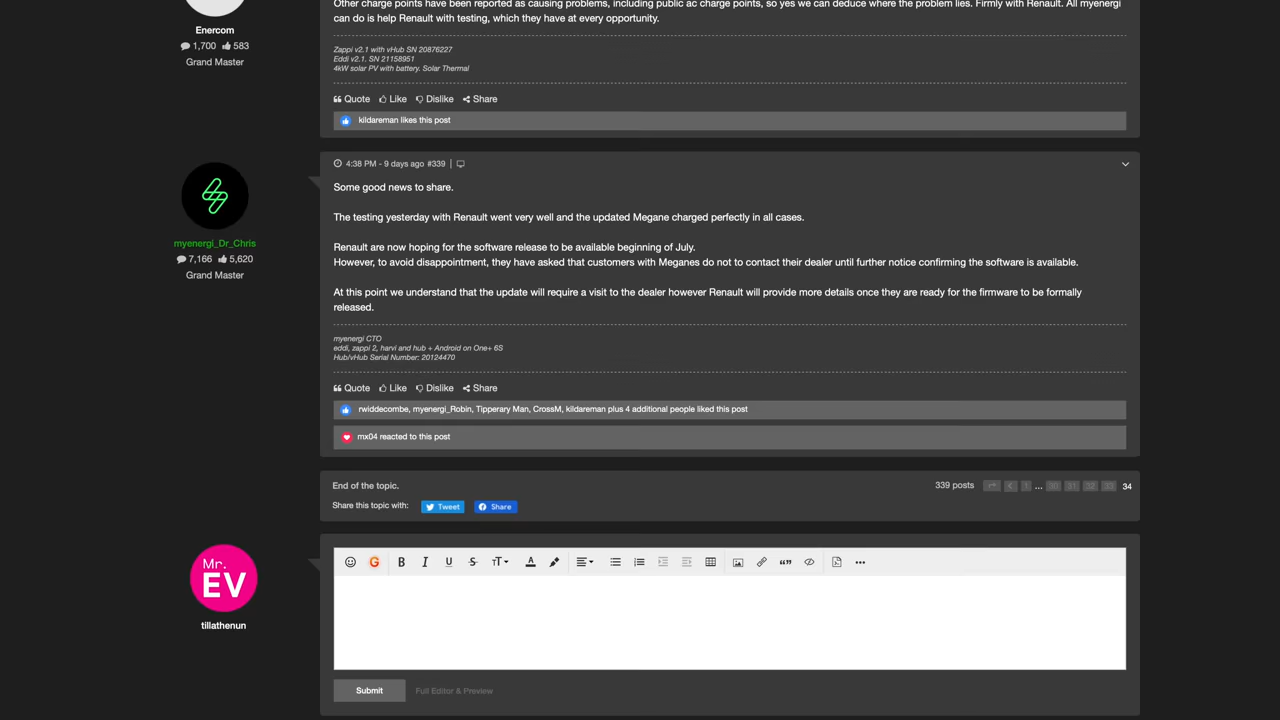 Other charge points have been reported as causing problems, including public ac charge points, so yes we can deduce where the problem lies. Firmly with Renault. All myenergi
can do is help Renault with testing, which they have at every opportunity.
Enercom
1,700 583
Grand Master
Zappi v2.1 with vHub SN 20876227
Eddi v2.1. SN 21158951
4kW solar PV with battery. Solar Thermal
Quote Like Dislike Share
kildareman likes this post
4:38 PM - 9 days ago #339
Some good news to share.
The testing yesterday with Renault went very well and the updated Megane charged perfectly in all cases.
myenergi_Dr_Chris
7,166 5,620
Grand Master
Renault are now hoping for the software release to be available beginning of July.
However, to avoid disappointment, they have asked that customers with Meganes do not to contact their dealer until further notice confirming the software is available.
At this point we understand that the update will require a visit to the dealer however Renault will provide more details once they are ready for the firmware to be formally
released.
myenergi CTO
eddi, zappi 2, harvi and hub + Android on One+ 6S
Hub/vHub Serial Number: 20124470
Quote Like Dislike Share
rwiddecombe, myenergi_Robin, Tipperary Man, CrossM, kildareman plus 4 additional people liked this post
mx04 reacted to this post
End of the topic.
339 posts 1 ... 30 31 32 33 34
Share this topic with: Tweet Share
Mr.
EV
tillathenun
G B I U S TT A
Submit Full Editor & Preview